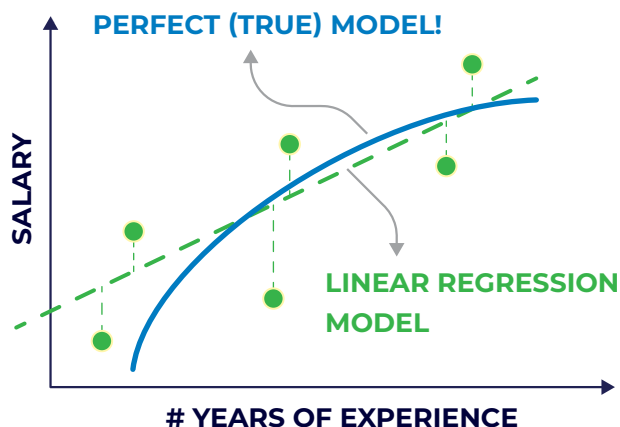 PERFECT (TRUE) MODEL!
SALARY
LINEAR REGRESSION
MODEL
# YEARS OF EXPERIENCE